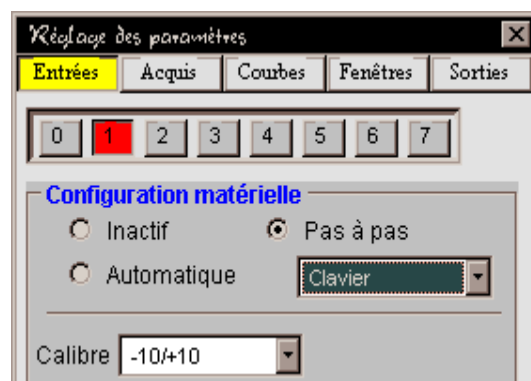 Réglage des paramètres
Entrées Acquis Courbes Fenêtres Sorties
0 1 2 3 4 5 6 7
Configuration matérielle
Inactif Pas à pas
Automatique Clavier
Calibre -10/+10